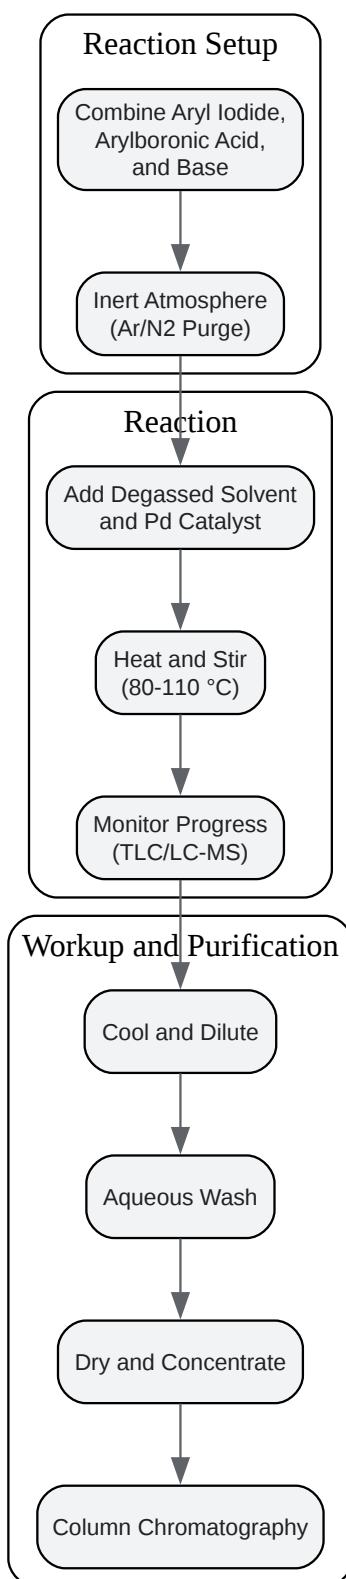 Reaction Setup
Combine Aryl Iodide,
Arylboronic Acid,
and Base
Inert Atmosphere
(Ar/N2 Purge)
Reaction
Add Degassed Solvent
and Pd Catalyst
Heat and Stir
(80-110 °C)
Monitor Progress
(TLC/LC-MS)
Workup and Purification
Cool and Dilute
Aqueous Wash
Dry and Concentrate
Column Chromatography